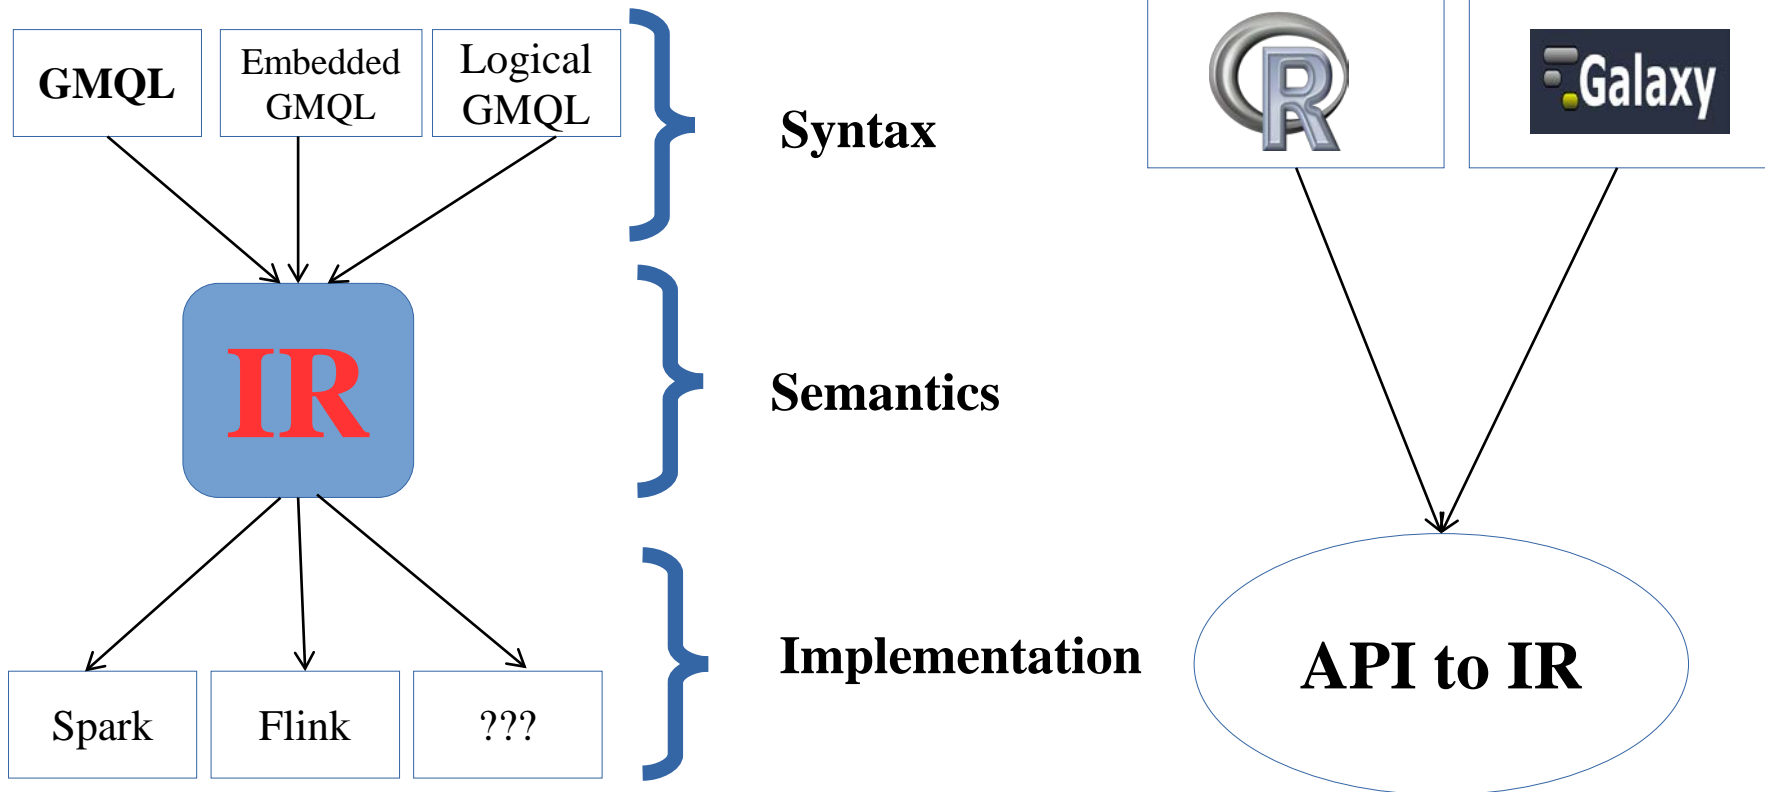 GMQL
Embedded
GMQL
Logical
GMQL
Syntax
R
Galaxy
IR
Semantics
Implementation
API to IR
Spark
Flink
???